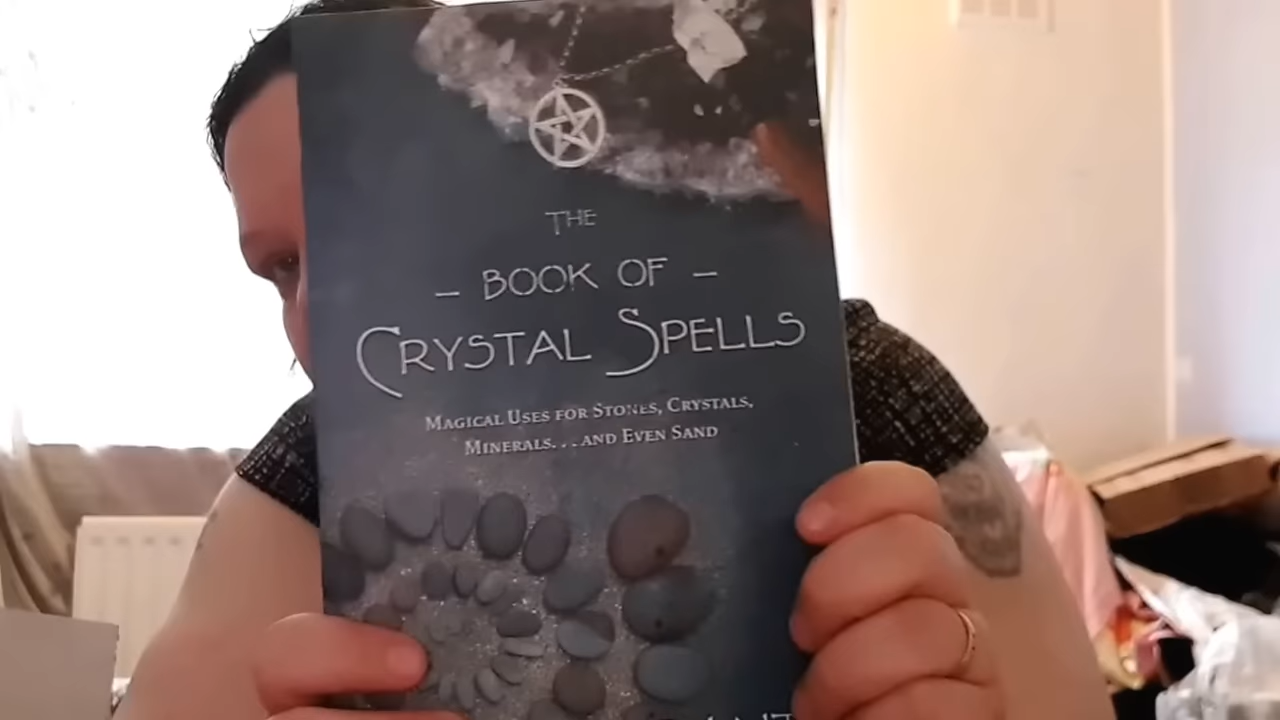 THE
– BOOK OF –
CRYSTAL SPELLS
MAGICAL USES FOR STONES, CRYSTALS,
MINERALS. . . AND EVEN SAND